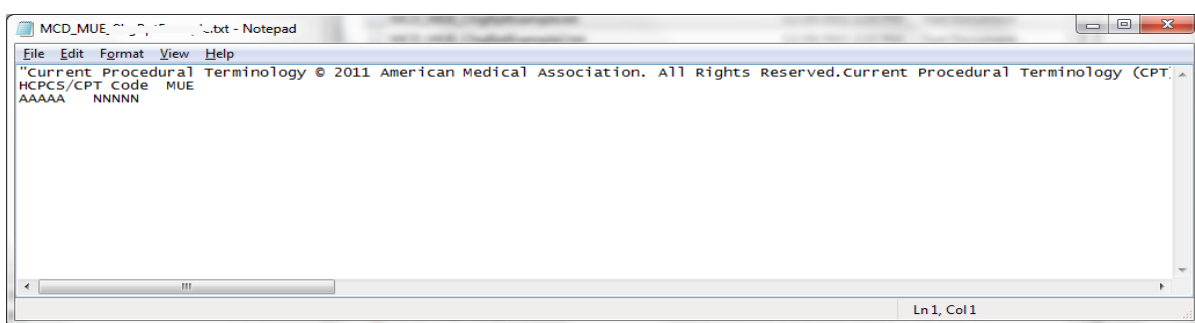 .txt - Notepad
File Edit Format View Help
"Current Procedural Terminology © 2011 American Medical Association. All Rights Reserved.Current Procedural Terminology (CPT
HCPCS/CPT Code MUE
AAAAA NNNNN
Ln 1, Col 1